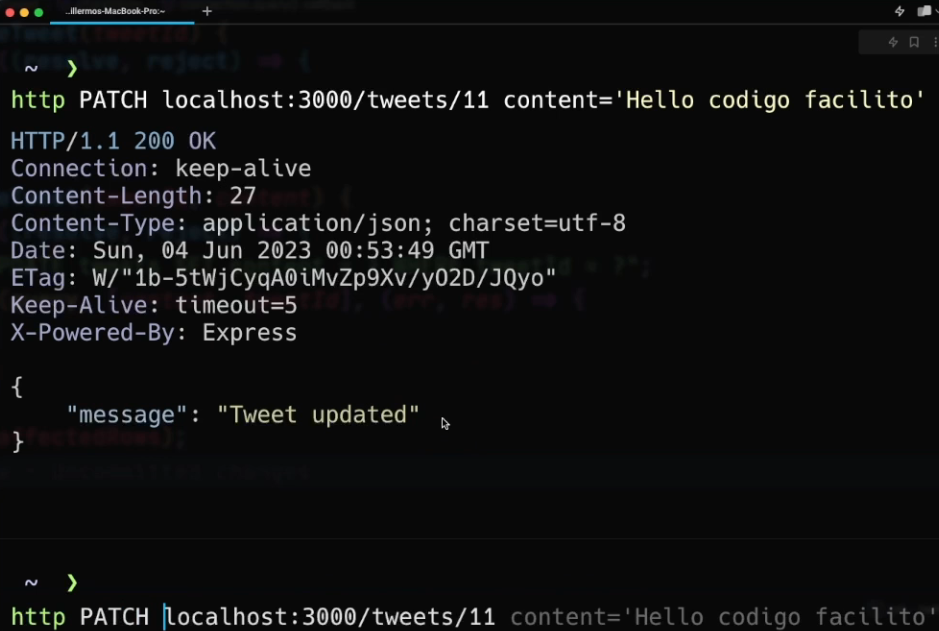 ..illermos-MacBook-Pro:~ +
~ ❯
http PATCH localhost:3000/tweets/11 content='Hello codigo facilito'
HTTP/1.1 200 OK
Connection: keep-alive
Content-Length: 27
Content-Type: application/json; charset=utf-8
Date: Sun, 04 Jun 2023 00:53:49 GMT
ETag: W/"1b-5tWjCyqA0iMvZp9Xv/yO2D/JQyo"
Keep-Alive: timeout=5
X-Powered-By: Express
{
"message": "Tweet updated"
}
~ ❯
http PATCH localhost:3000/tweets/11 content='Hello codigo facilito'